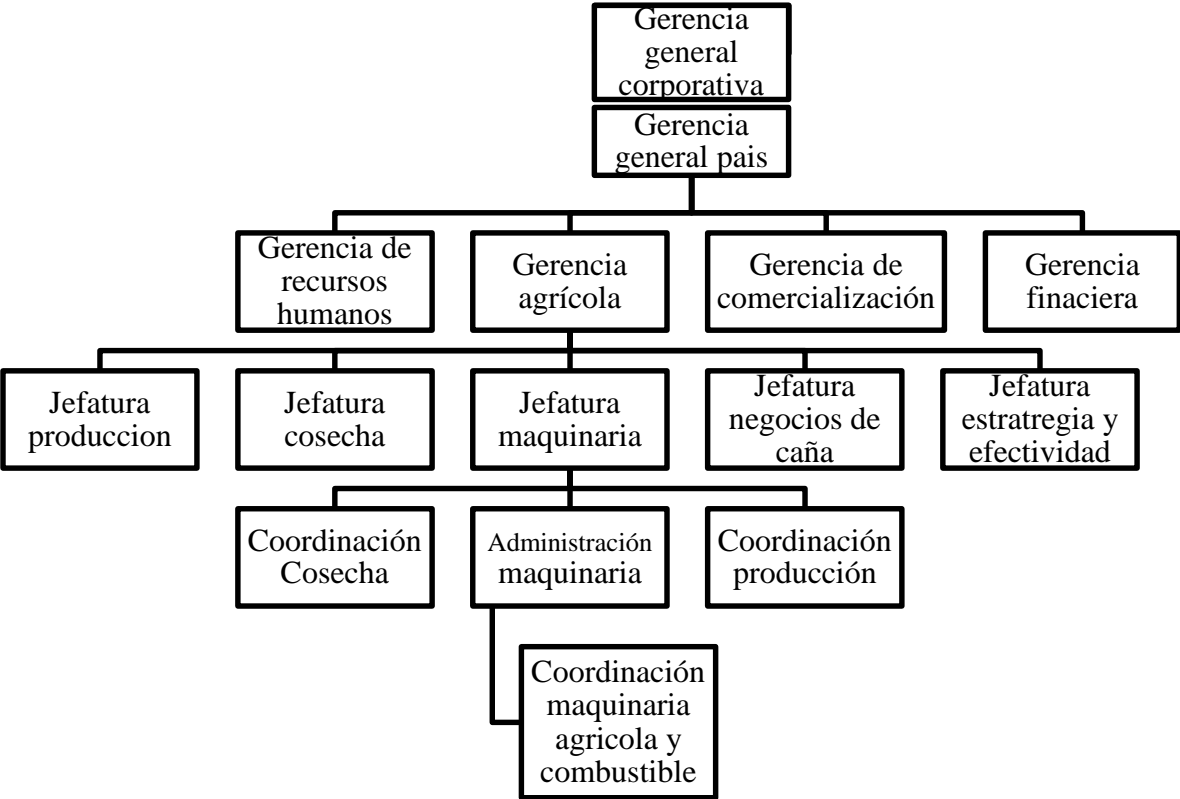 Gerencia
general
corporativa
Gerencia
general pais
Gerencia de
recursos
humanos
Gerencia
agrícola
Gerencia de
comercialización
Gerencia
finaciera
Jefatura
produccion
Jefatura
cosecha
Jefatura
maquinaria
Jefatura
negocios de
caña
Jefatura
estratregia y
efectividad
Coordinación
Cosecha
Administración
maquinaria
Coordinación
producción
Coordinación
maquinaria
agricola y
combustible